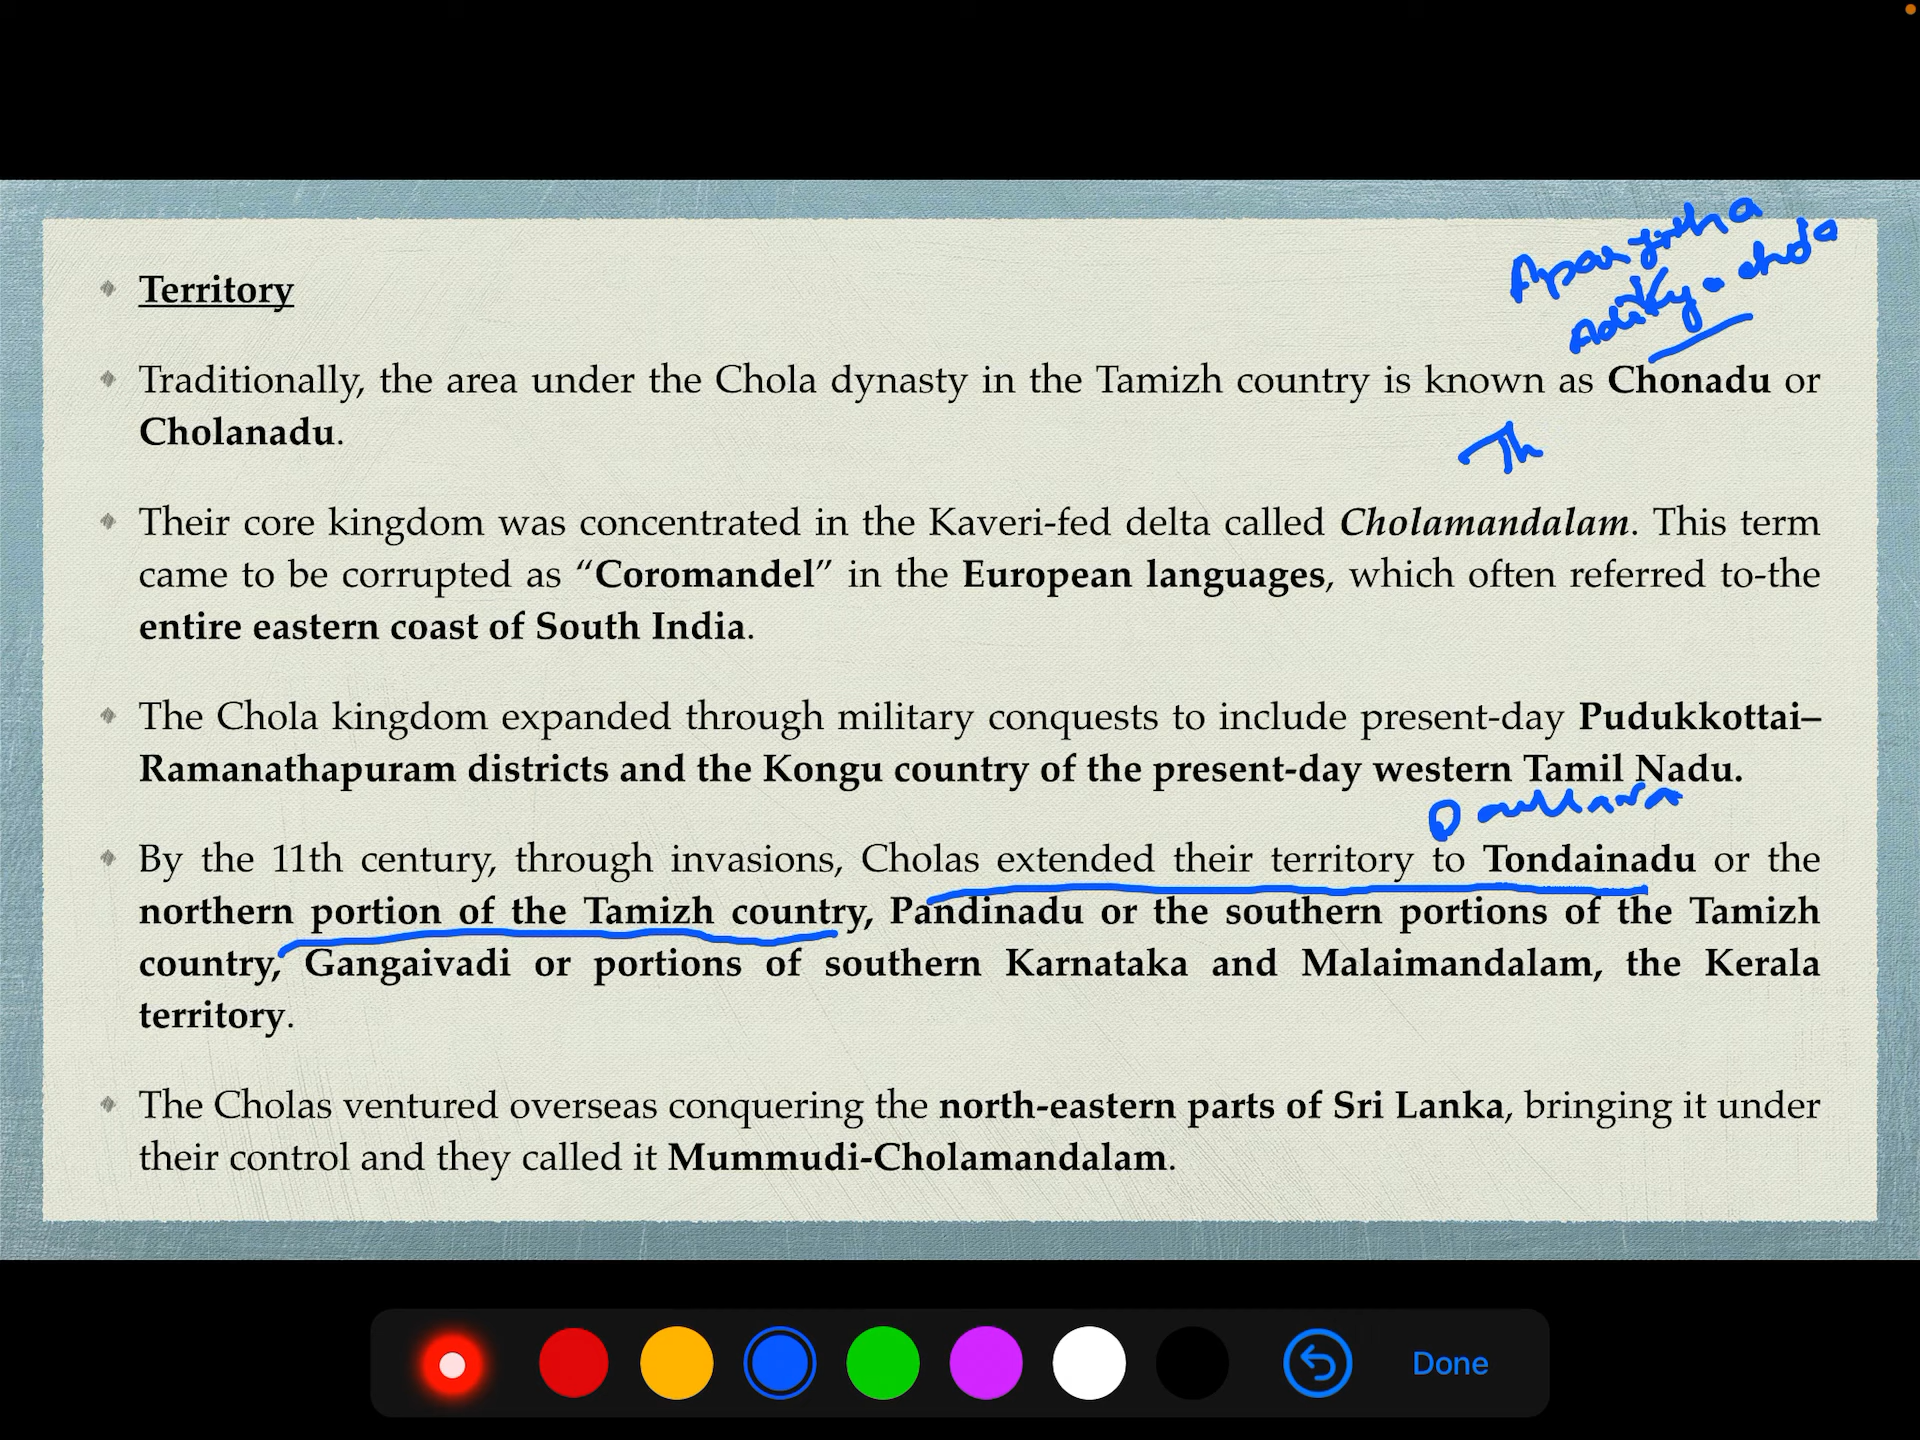 Aparajitha
Aditya chola
Territory
Traditionally, the area under the Chola dynasty in the Tamizh country is known as Chonadu or
Cholanadu.
Th
Their core kingdom was concentrated in the Kaveri-fed delta called Cholamandalam. This term
came to be corrupted as “Coromandel” in the European languages, which often referred to-the
entire eastern coast of South India.
The Chola kingdom expanded through military conquests to include present-day Pudukkottai–
Ramanathapuram districts and the Kongu country of the present-day western Tamil Nadu.
By the 11th century, through invasions, Cholas extended their territory to Tondainadu or the
northern portion of the Tamizh country, Pandinadu or the southern portions of the Tamizh
country, Gangaivadi or portions of southern Karnataka and Malaimandalam, the Kerala
territory.
The Cholas ventured overseas conquering the north-eastern parts of Sri Lanka, bringing it under
their control and they called it Mummudi-Cholamandalam.
Done